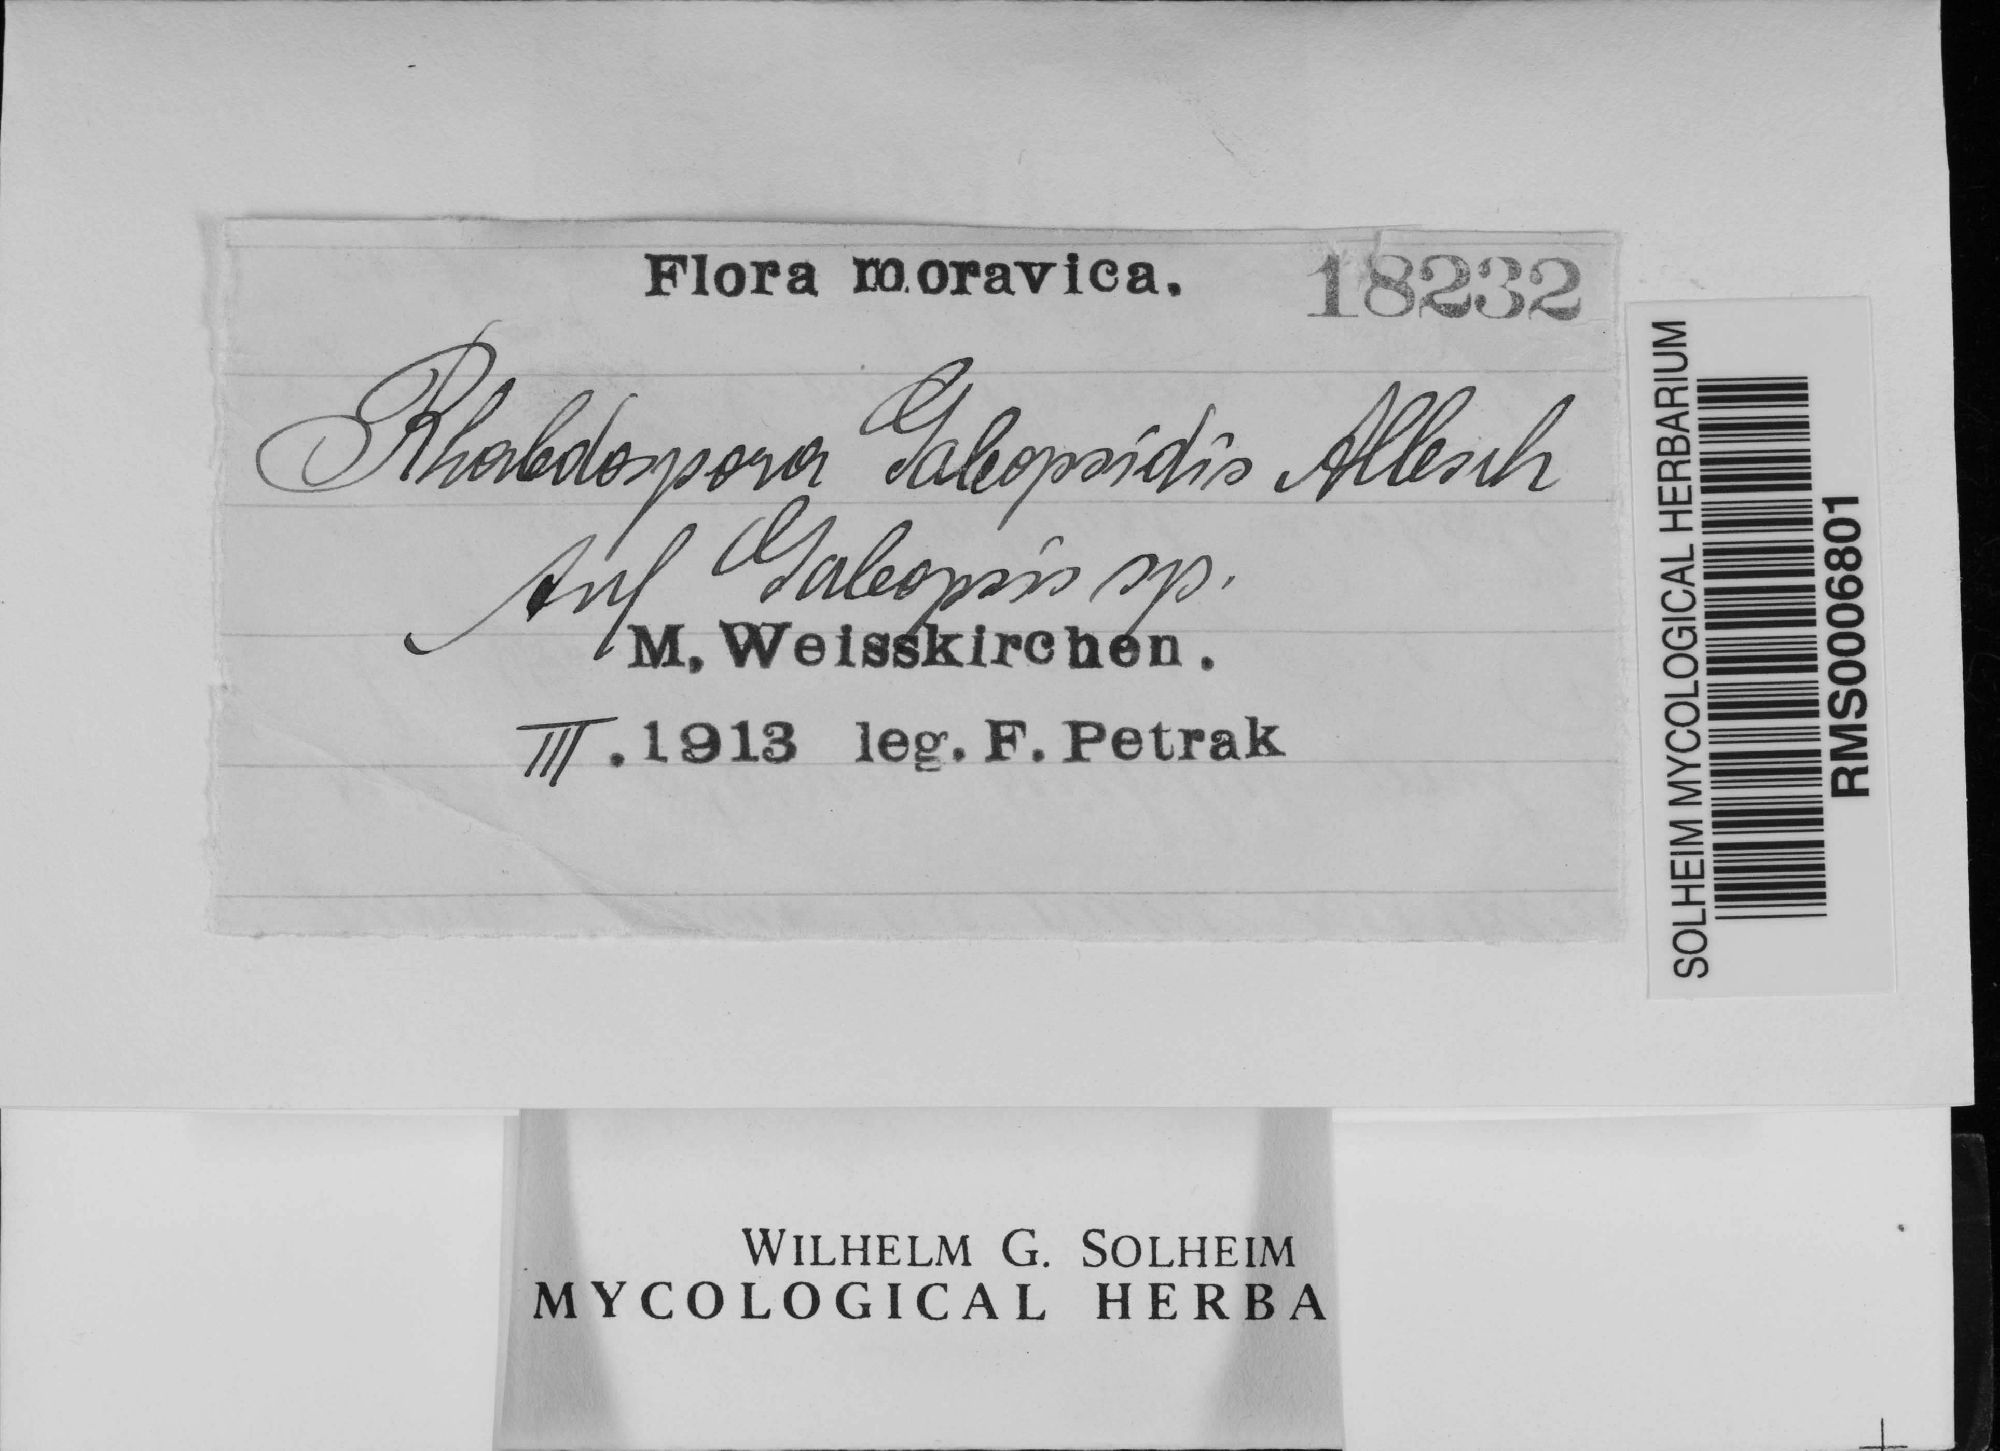 Flora moravica. 18232
Rhabdospora Galeopsidis Allesch
Auf Galeopsis sp.
M. Weisskirchen.
III. 1913 leg. F. Petrak
SOLHEIM MYCOLOGICAL HERBARIUM
RMS0006801
WILHELM G. SOLHEIM
MYCOLOGICAL HERBA